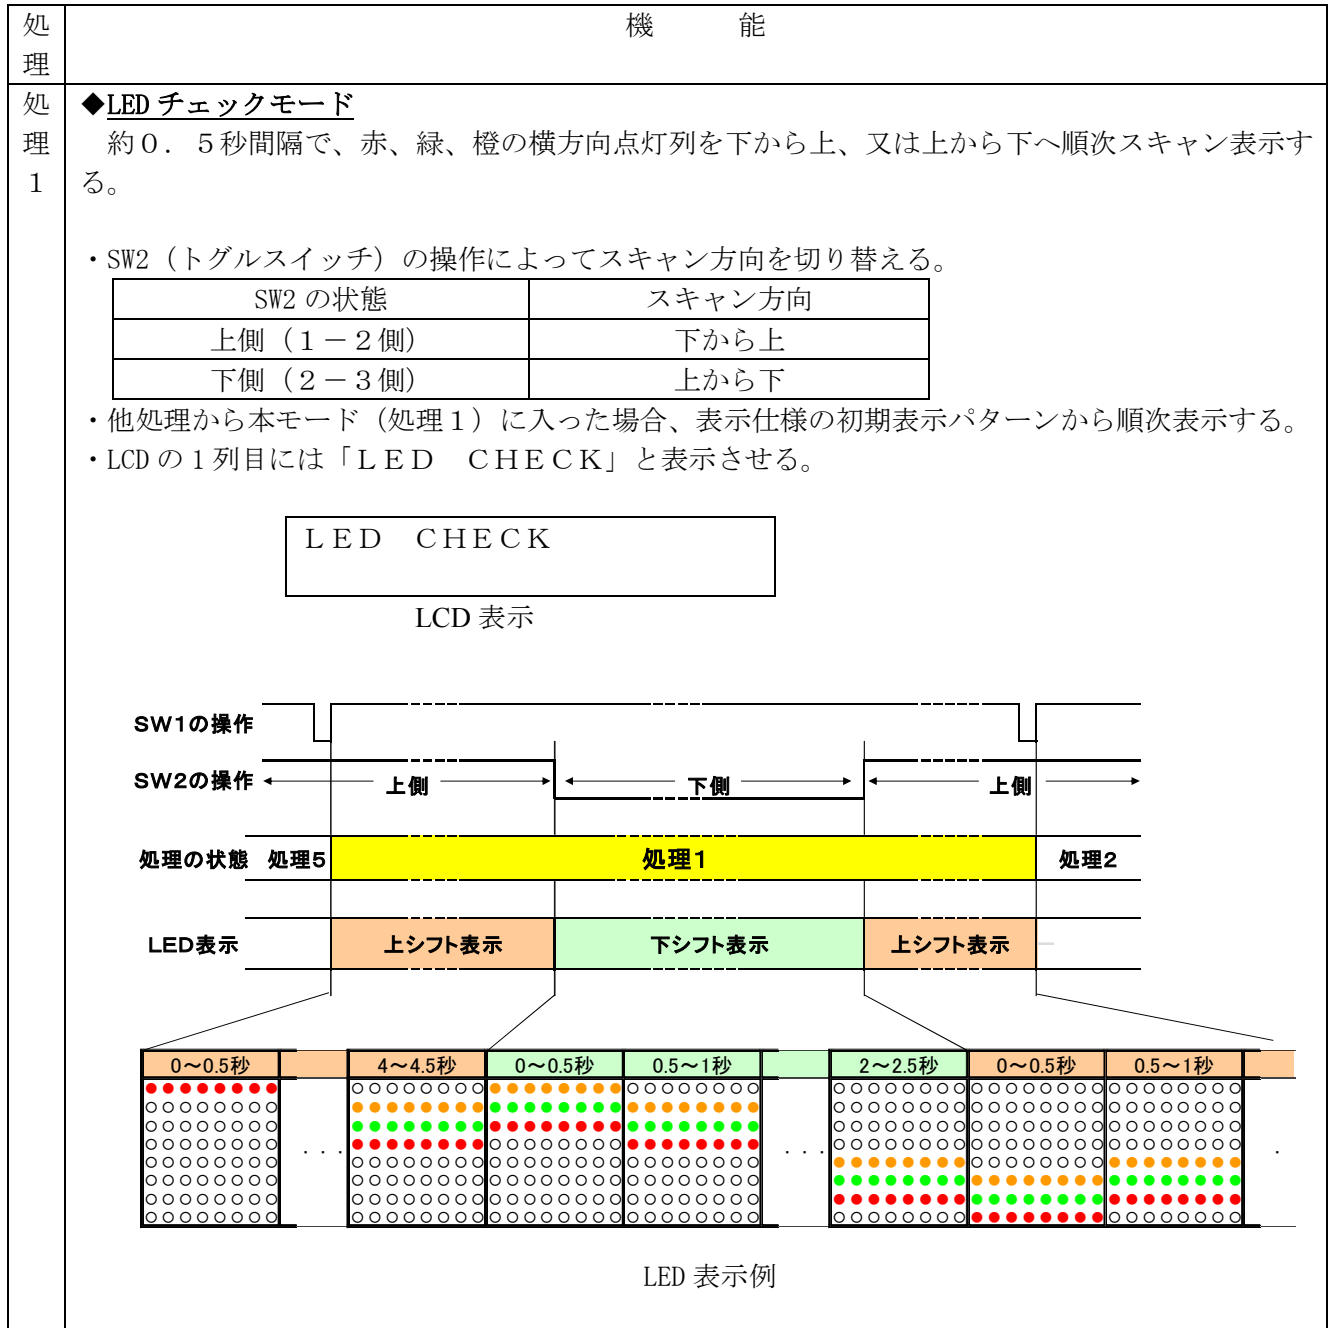 処理
機　　　能
処理１
◆LED チェックモード
約０．５秒間隔で、赤、緑、橙の横方向点灯列を下から上、又は上から下へ順次スキャン表示す
る。
・SW2（トグルスイッチ）の操作によってスキャン方向を切り替える。
SW2 の状態　スキャン方向
上側（１－２側）　下から上
下側（２－３側）　上から下
・他処理から本モード（処理１）に入った場合、表示仕様の初期表示パターンから順次表示する。
・LCD の 1 列目には「ＬＥＤ　ＣＨＥＣＫ」と表示させる。
ＬＥＤ　ＣＨＥＣＫ
LCD 表示
SW1の操作
SW2の操作　上側　下側　上側
処理の状態　処理5　処理1　処理2
LED表示　上シフト表示　下シフト表示　上シフト表示
0～0.5秒　4～4.5秒　0～0.5秒　0.5～1秒　2～2.5秒　0～0.5秒　0.5～1秒
・・・　・・・　・
LED 表示例